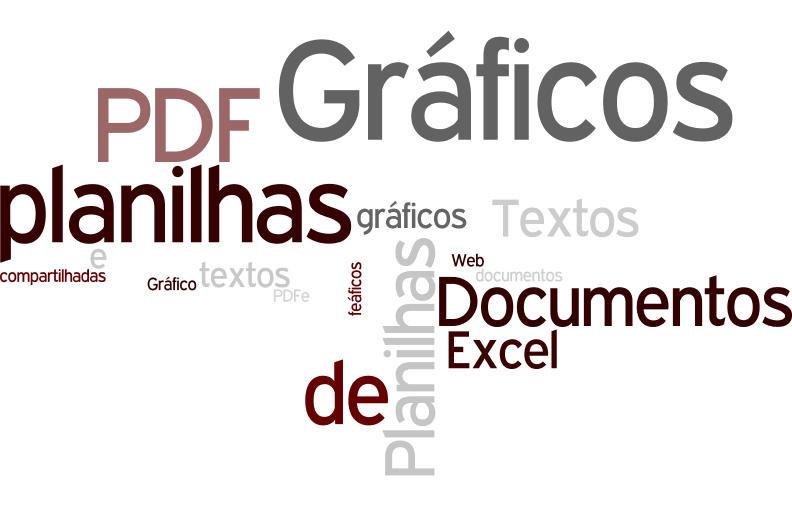 Gráficos
PDF
planilhas
gráficos
Textos
e
Web
compartilhadas
Gráfico
textos
PDFe
feáficos
documentos
Planilhas
Documentos
Excel
de